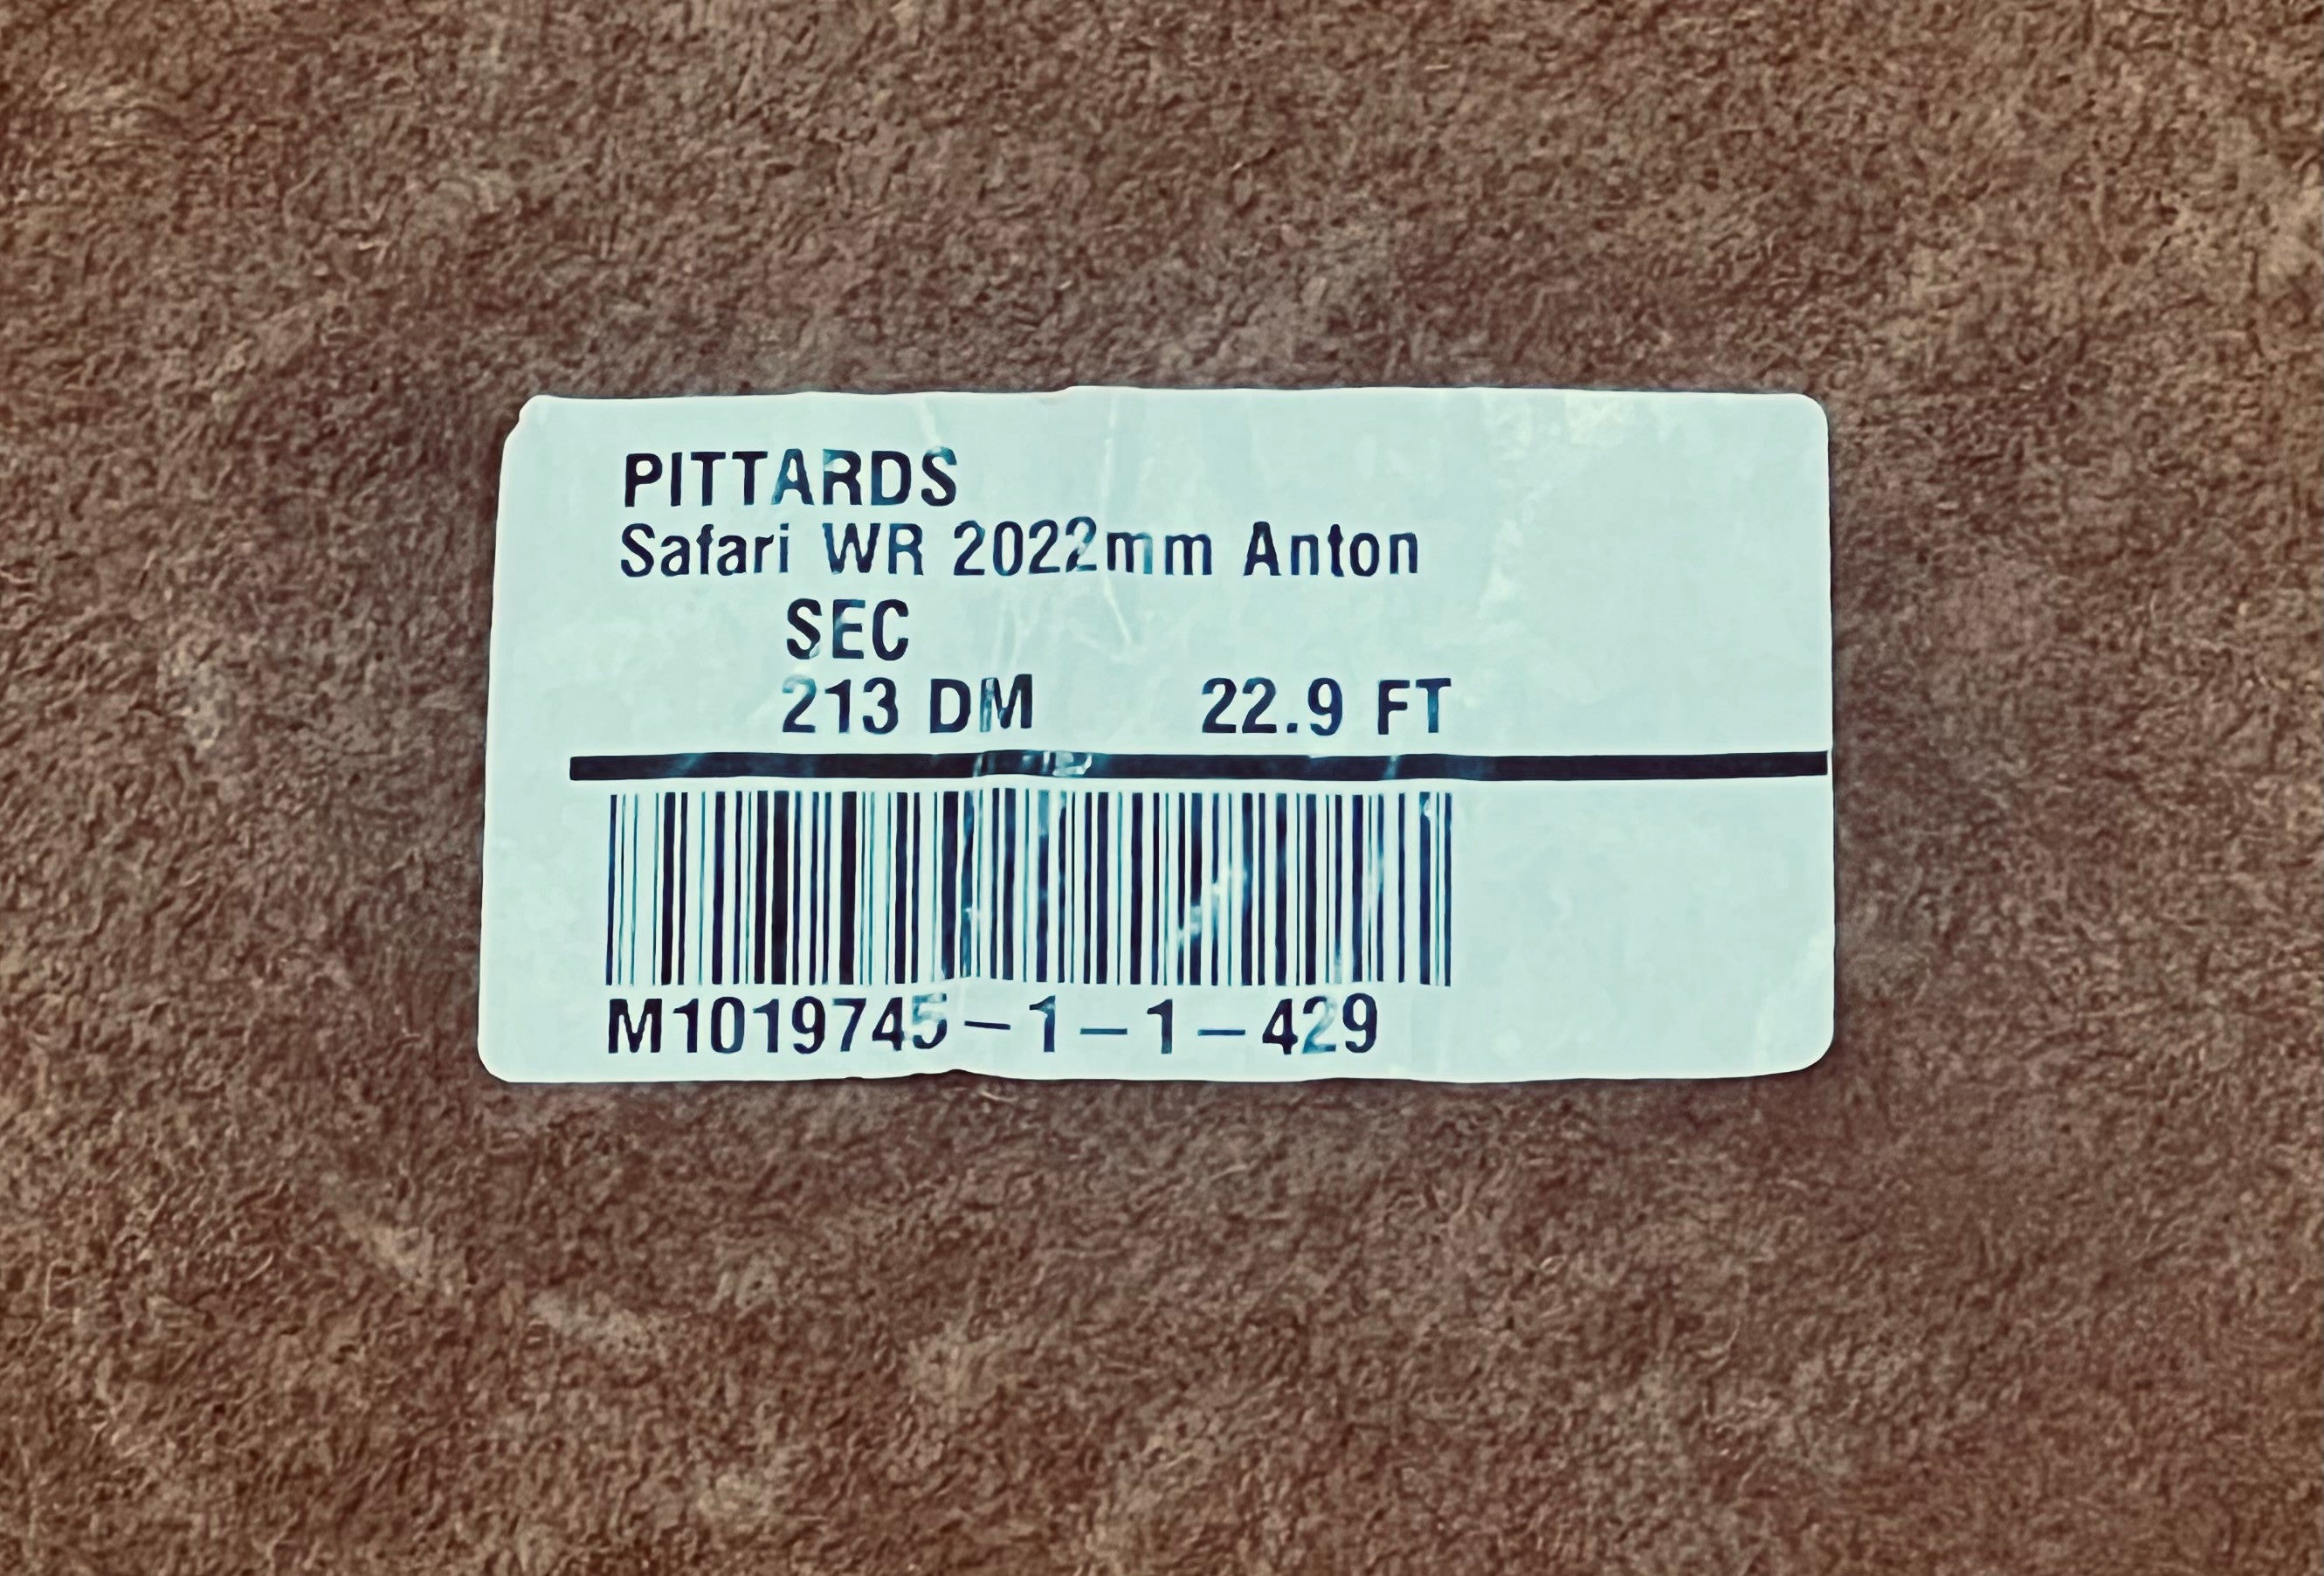 PITTARDS
Safari WR 2022mm Anton
SEC
213 DM 22.9 FT
M1019745-1-1-429